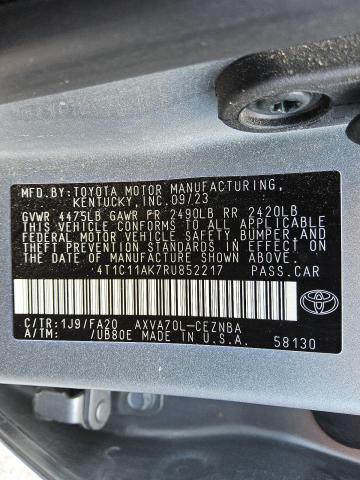 MFD.BY:TOYOTA MOTOR MANUFACTURING,
KENTUCKY, INC.09/23
GVWR 4475LB GAWR FR 2490LB RR 2420LB
THIS VEHICLE CONFORMS TO ALL APPLICABLE
FEDERAL MOTOR VEHICLE SAFETY,BUMPER AND
THEFT PREVENTION STANDARDS IN EFFECT ON THE
DATE OF MANUFACTURE SHOWN ABOVE.
4T1C11AK7RU852217 PASS.CAR
C/TR:1J9/FA20 AXVA70L-CEZNBA
A/TM: /UB80E MADE IN U.S.A. 58130